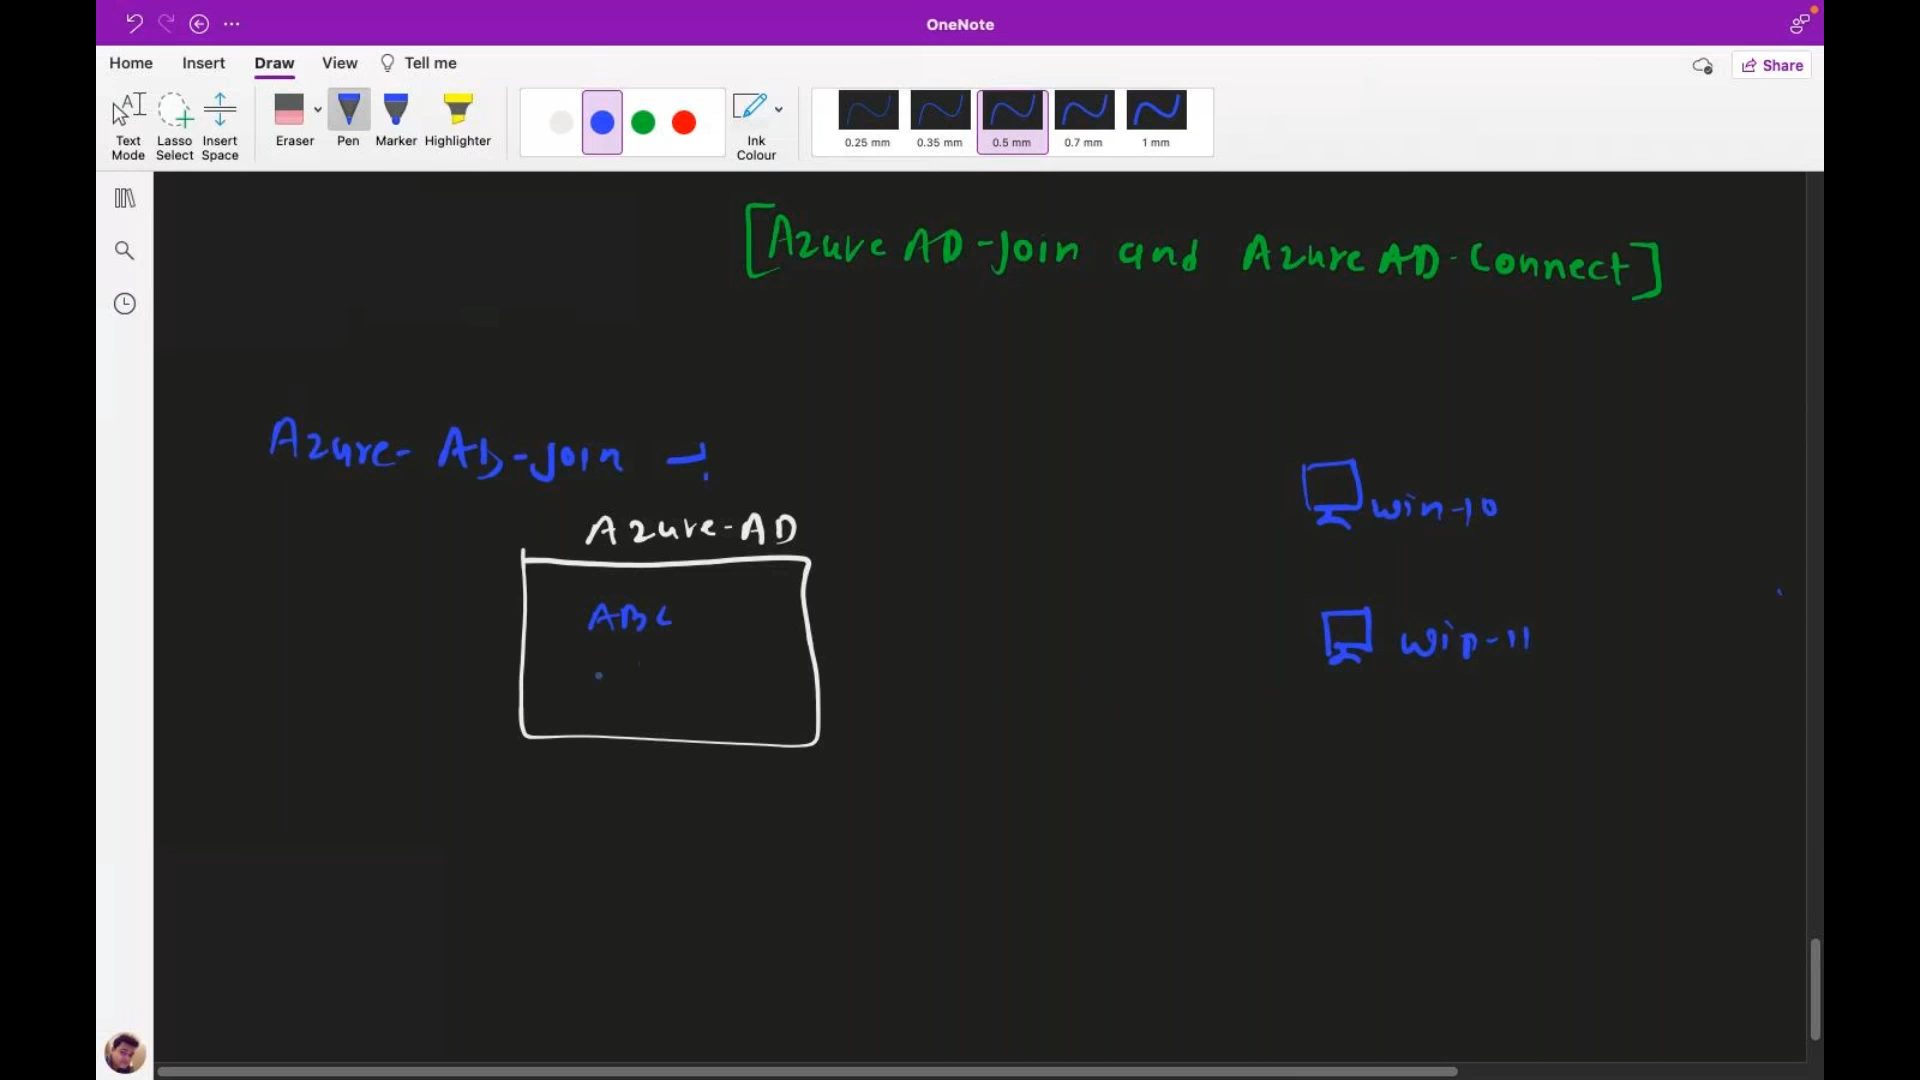 OneNote
Home Insert Draw View Tell me
Share
Text Mode
Lasso Select
Insert Space
Eraser
Pen
Marker
Highlighter
Ink Colour
0.25 mm
0.35 mm
0.5 mm
0.7 mm
1 mm
[Azure AD-Join and Azure AD-Connect]
Azure-AD-Join -:
Azure-AD
ABC
Win-10
Win-11